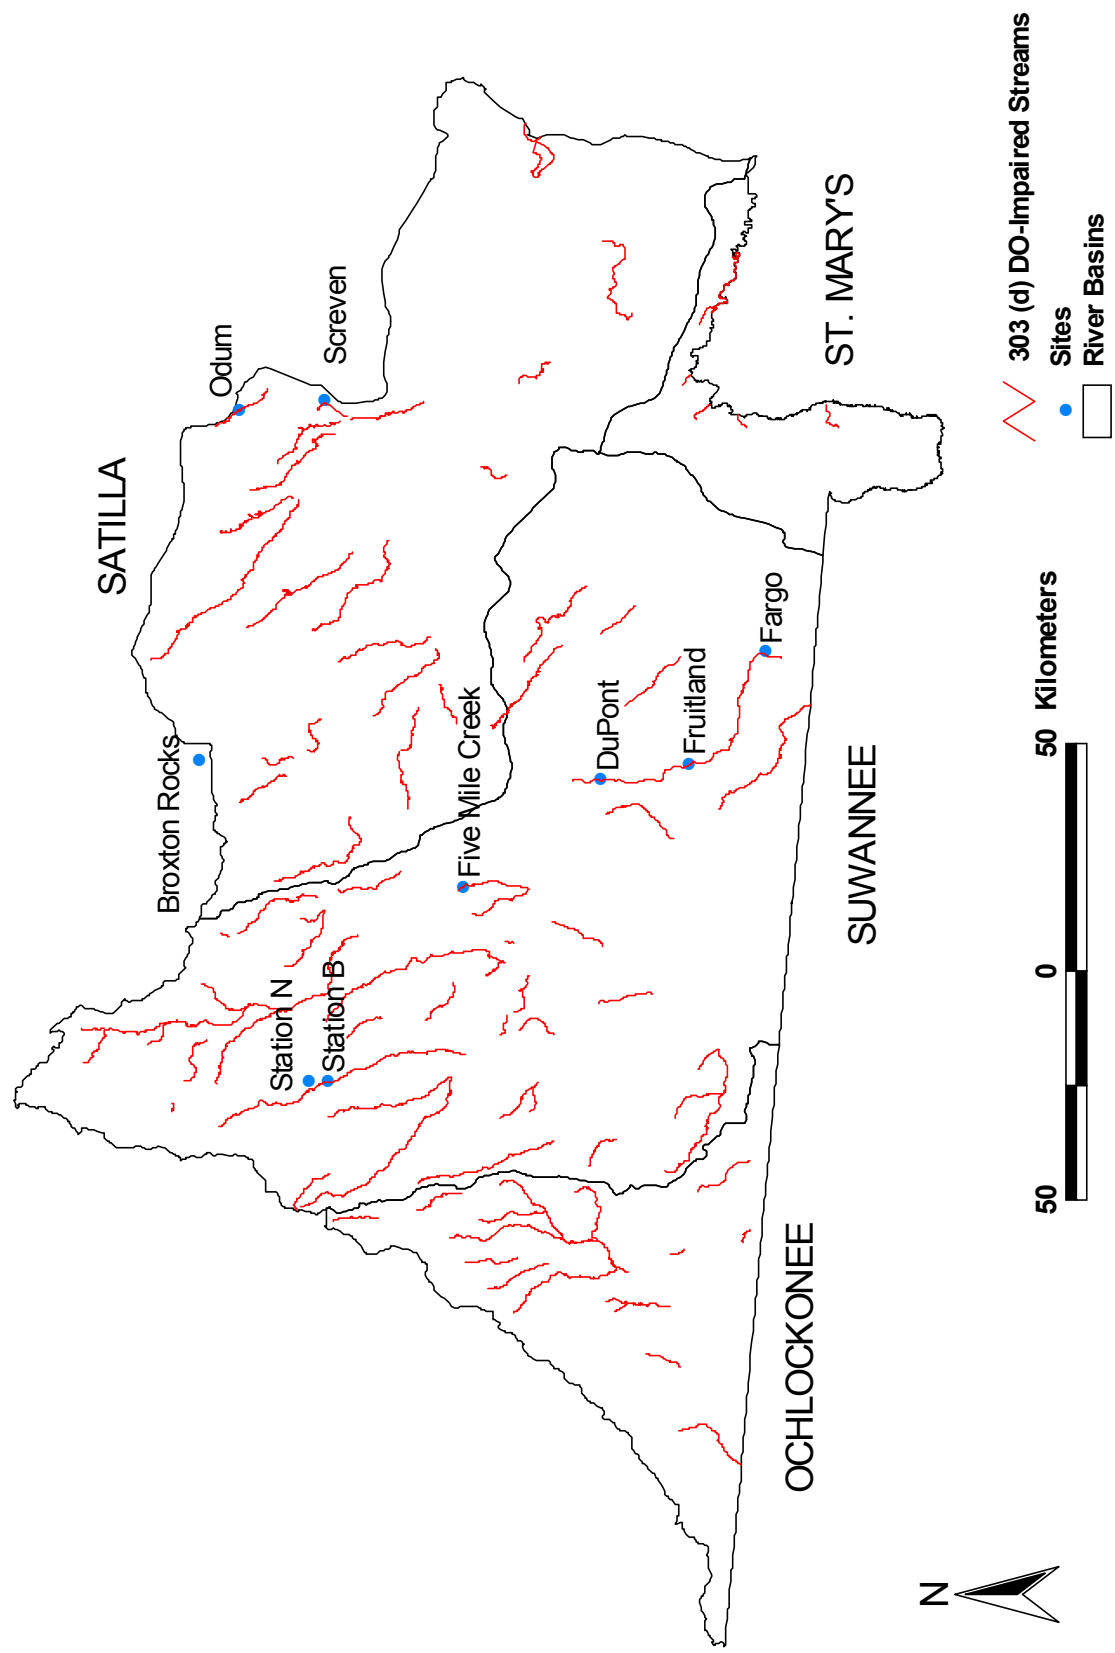 SATILLA
Odum
Screven
Broxton Rocks
Station N
Station B
Five Mile Creek
DuPont
Fruitland
Fargo
ST. MARY'S
SUWANNEE
OCHLOCKONEE
N
50 0 50 Kilometers
303 (d) DO-Impaired Streams
Sites
River Basins